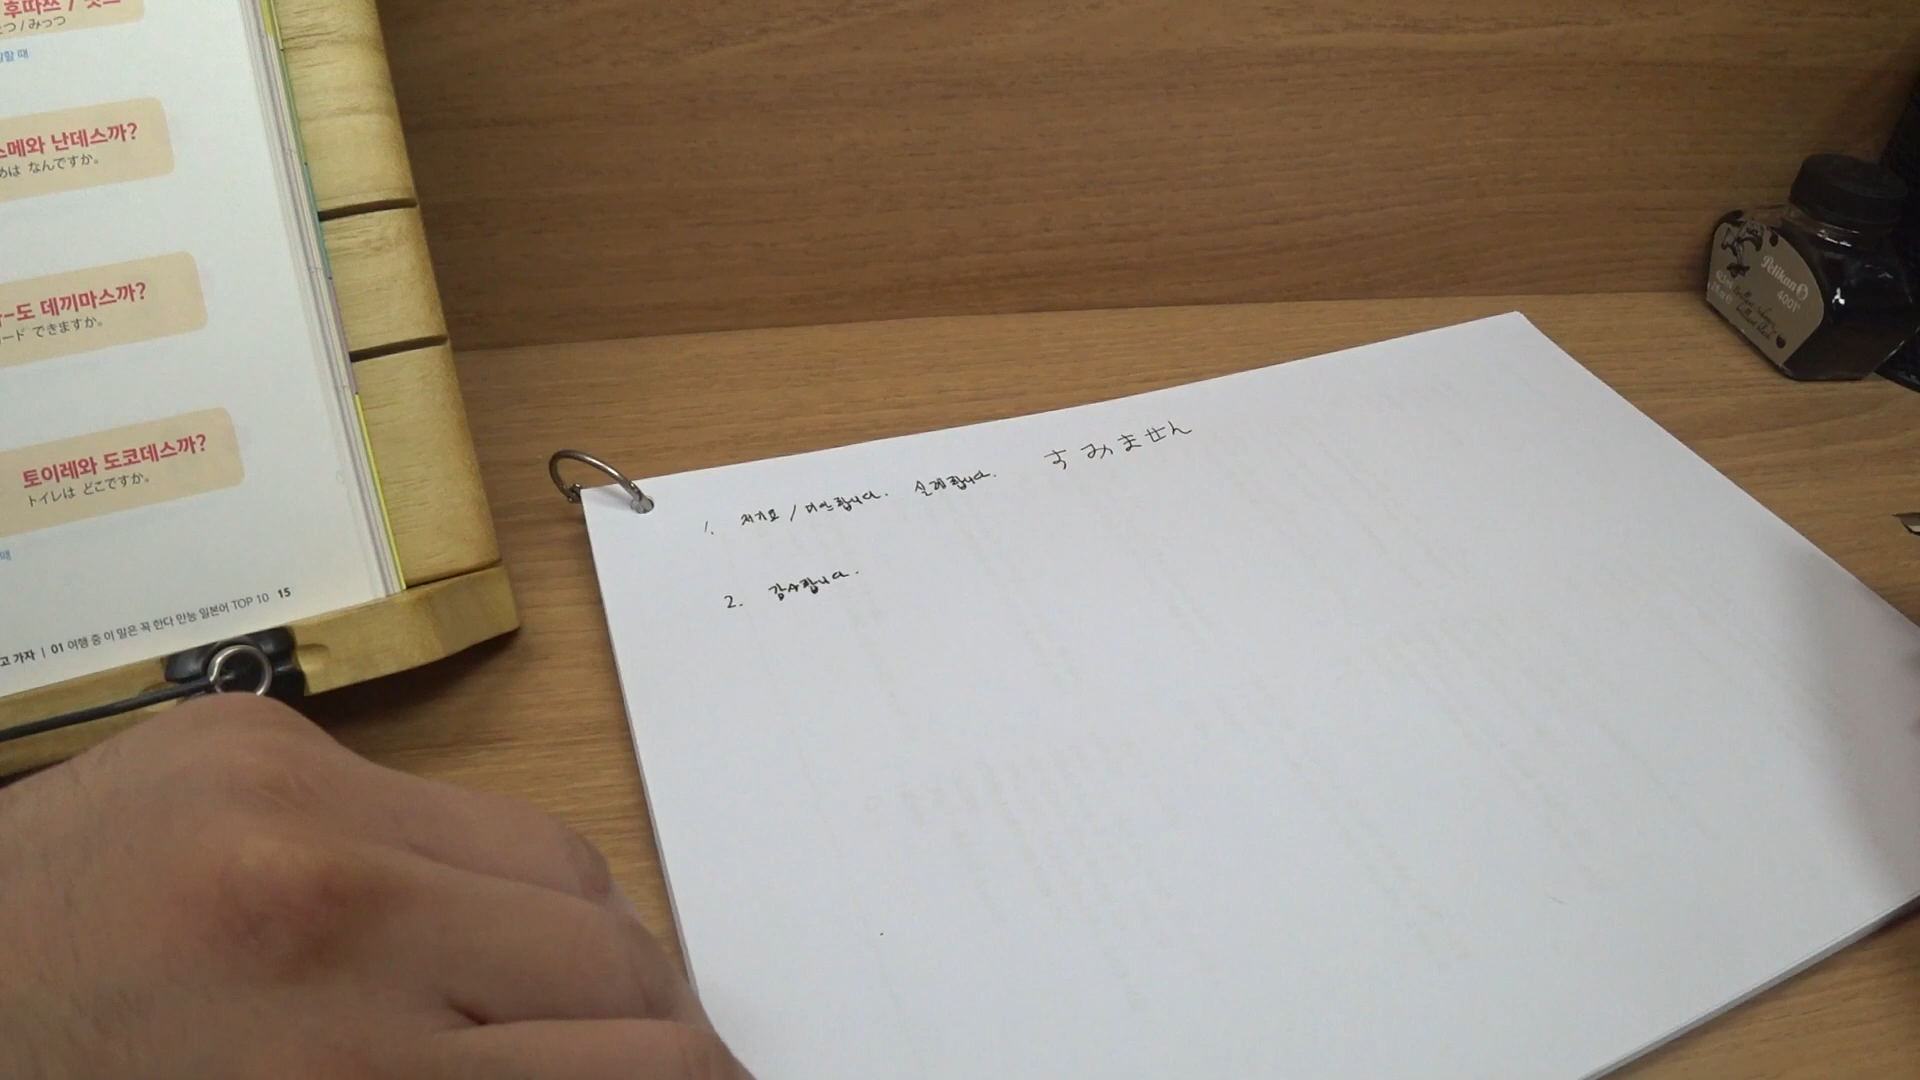 후따쯔 /
つ / みっつ
할 때
스메와 난데스까?
めは なんですか。
-도 데끼마스까?
ード できますか。
토이레와 도코데스까?
トイレは どこですか。
때
고 가자 | 01 여행 중 이 말은 꼭 한다 만능 일본어 TOP 10 15
1. 저기요 / 미안합니다. 실례합니다. すみません
2. 감사합니다.
Pelikan
4001